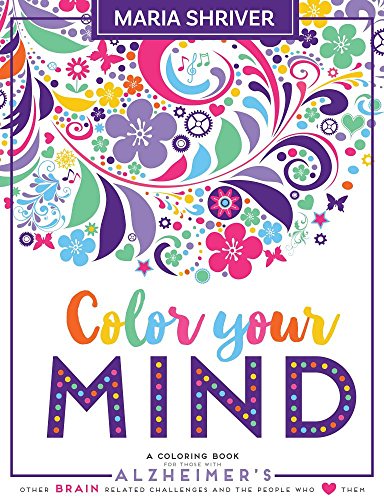 MARIA SHRIVER
Color your
MIND
A COLORING BOOK
FOR THOSE WITH
ALZHEIMER'S
OTHER BRAIN RELATED CHALLENGES AND THE PEOPLE WHO ♥ THEM